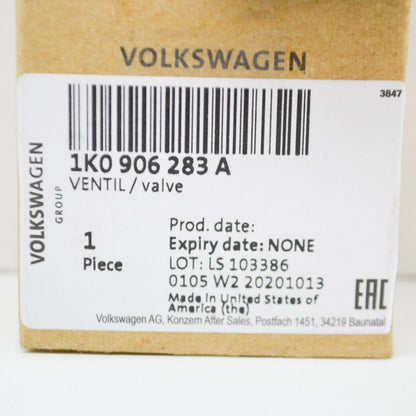 VOLKSWAGEN
3847
1K0 906 283 A
VENTIL / valve
VOLKSWAGEN
GROUP
1
Piece
Prod. date:
Expiry date: NONE
LOT: LS 103386
0105 W2 20201013
Made in United States of
America (the)
EAC
Volkswagen AG, Konzern After Sales, Postfach 1451, 34219 Baunatal